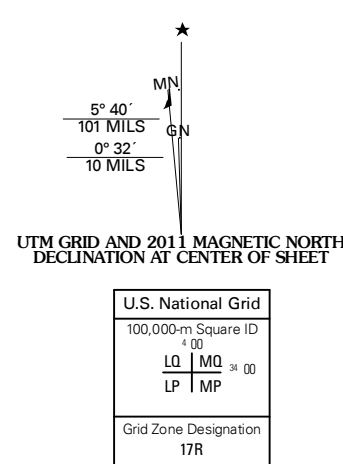 ★
MN
5° 40´
101 MILS
GN
0° 32´
10 MILS
UTM GRID AND 2011 MAGNETIC NORTH
DECLINATION AT CENTER OF SHEET
U.S. National Grid
100,000-m Square ID
4 00
LQ MQ 34 00
LP MP
Grid Zone Designation
17R